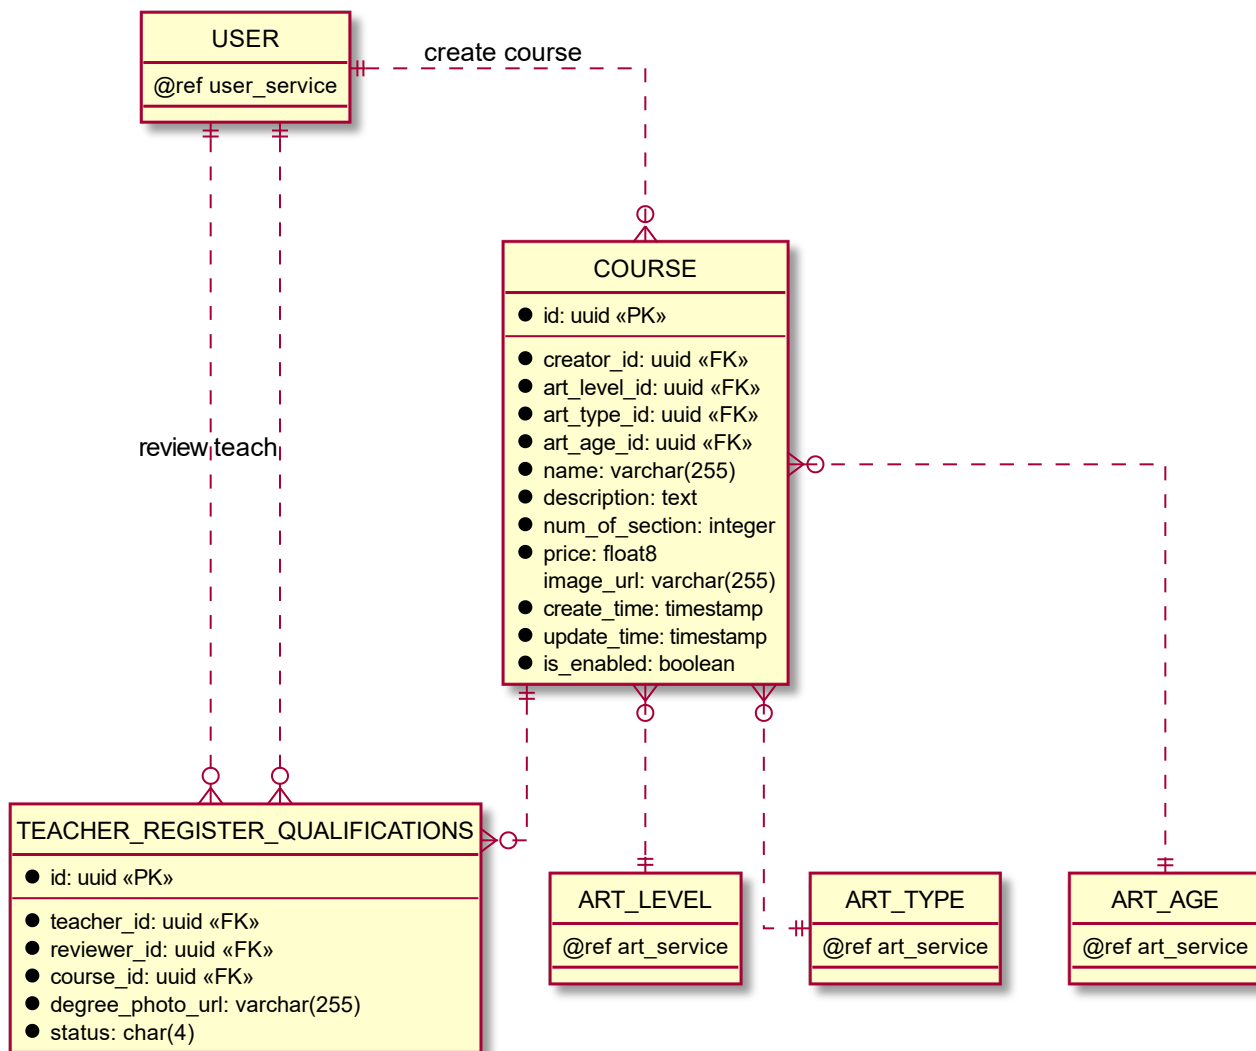 USER
@ref user_service
create course
COURSE
id: uuid «PK»
creator_id: uuid «FK»
art_level_id: uuid «FK»
art_type_id: uuid «FK»
art_age_id: uuid «FK»
name: varchar(255)
description: text
num_of_section: integer
price: float8
image_url: varchar(255)
create_time: timestamp
update_time: timestamp
is_enabled: boolean
review
teach
TEACHER_REGISTER_QUALIFICATIONS
id: uuid «PK»
teacher_id: uuid «FK»
reviewer_id: uuid «FK»
course_id: uuid «FK»
degree_photo_url: varchar(255)
status: char(4)
ART_LEVEL
@ref art_service
ART_TYPE
@ref art_service
ART_AGE
@ref art_service